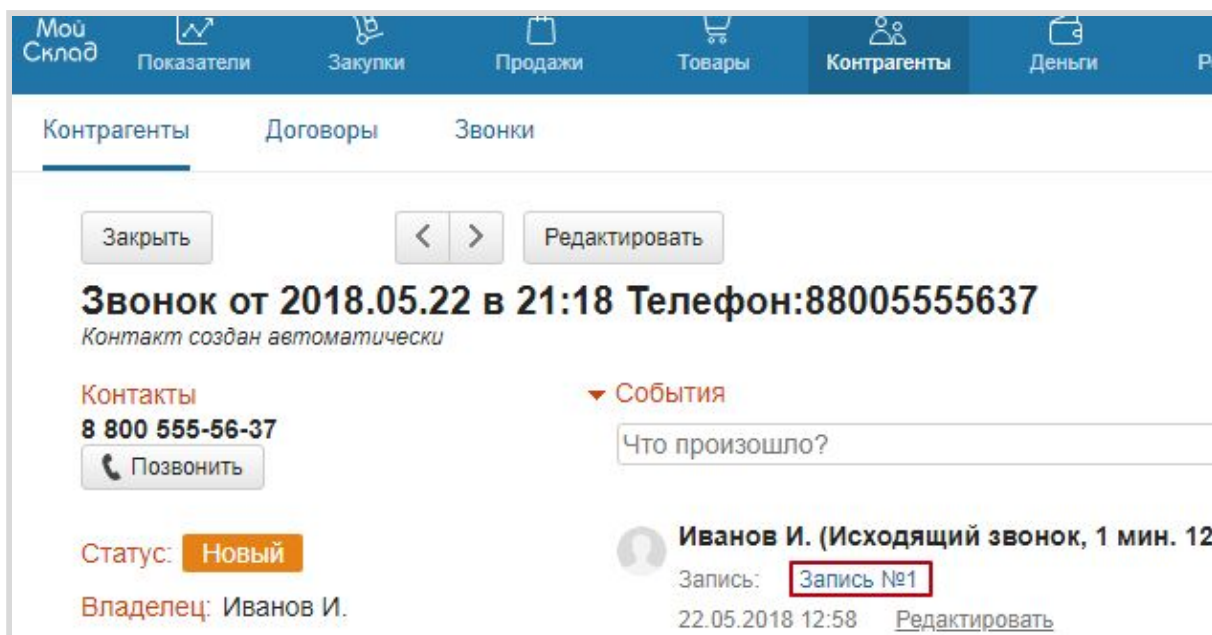 Мой Склад
Показатели Закупки Продажи Товары Контрагенты Деньги
Контрагенты Договоры Звонки
Закрыть Редактировать
Звонок от 2018.05.22 в 21:18 Телефон:88005555637
Контакт создан автоматически
Контакты
8 800 555-56-37
Позвонить
Статус: Новый
Владелец: Иванов И.
События
Что произошло?
Иванов И. (Исходящий звонок, 1 мин. 12
Запись: Запись №1
22.05.2018 12:58 Редактировать